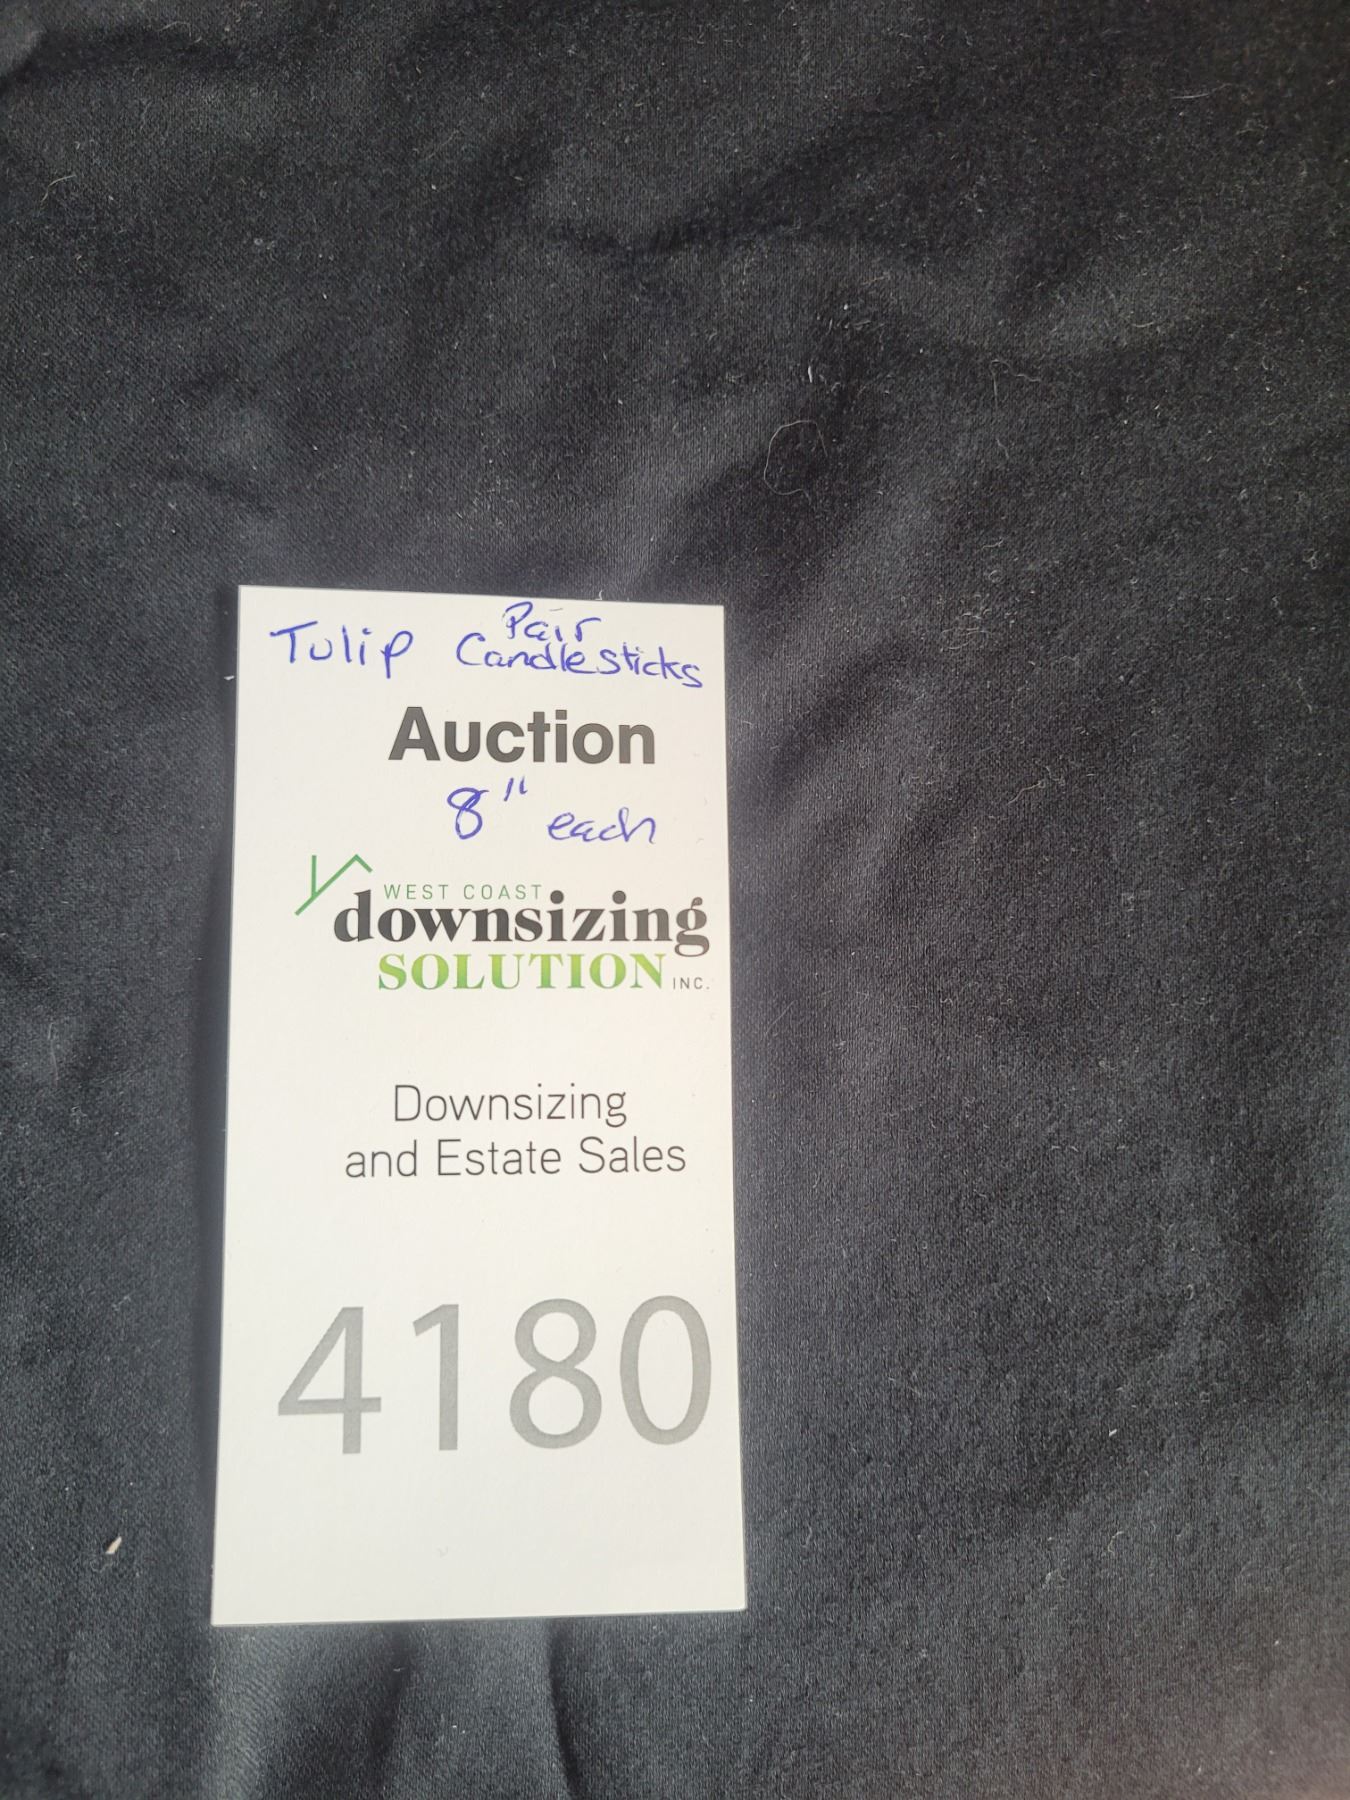 Pair
Tulip Candlesticks
Auction
8" each
WEST COAST
downsizing
SOLUTION INC.
Downsizing
and Estate Sales
4180